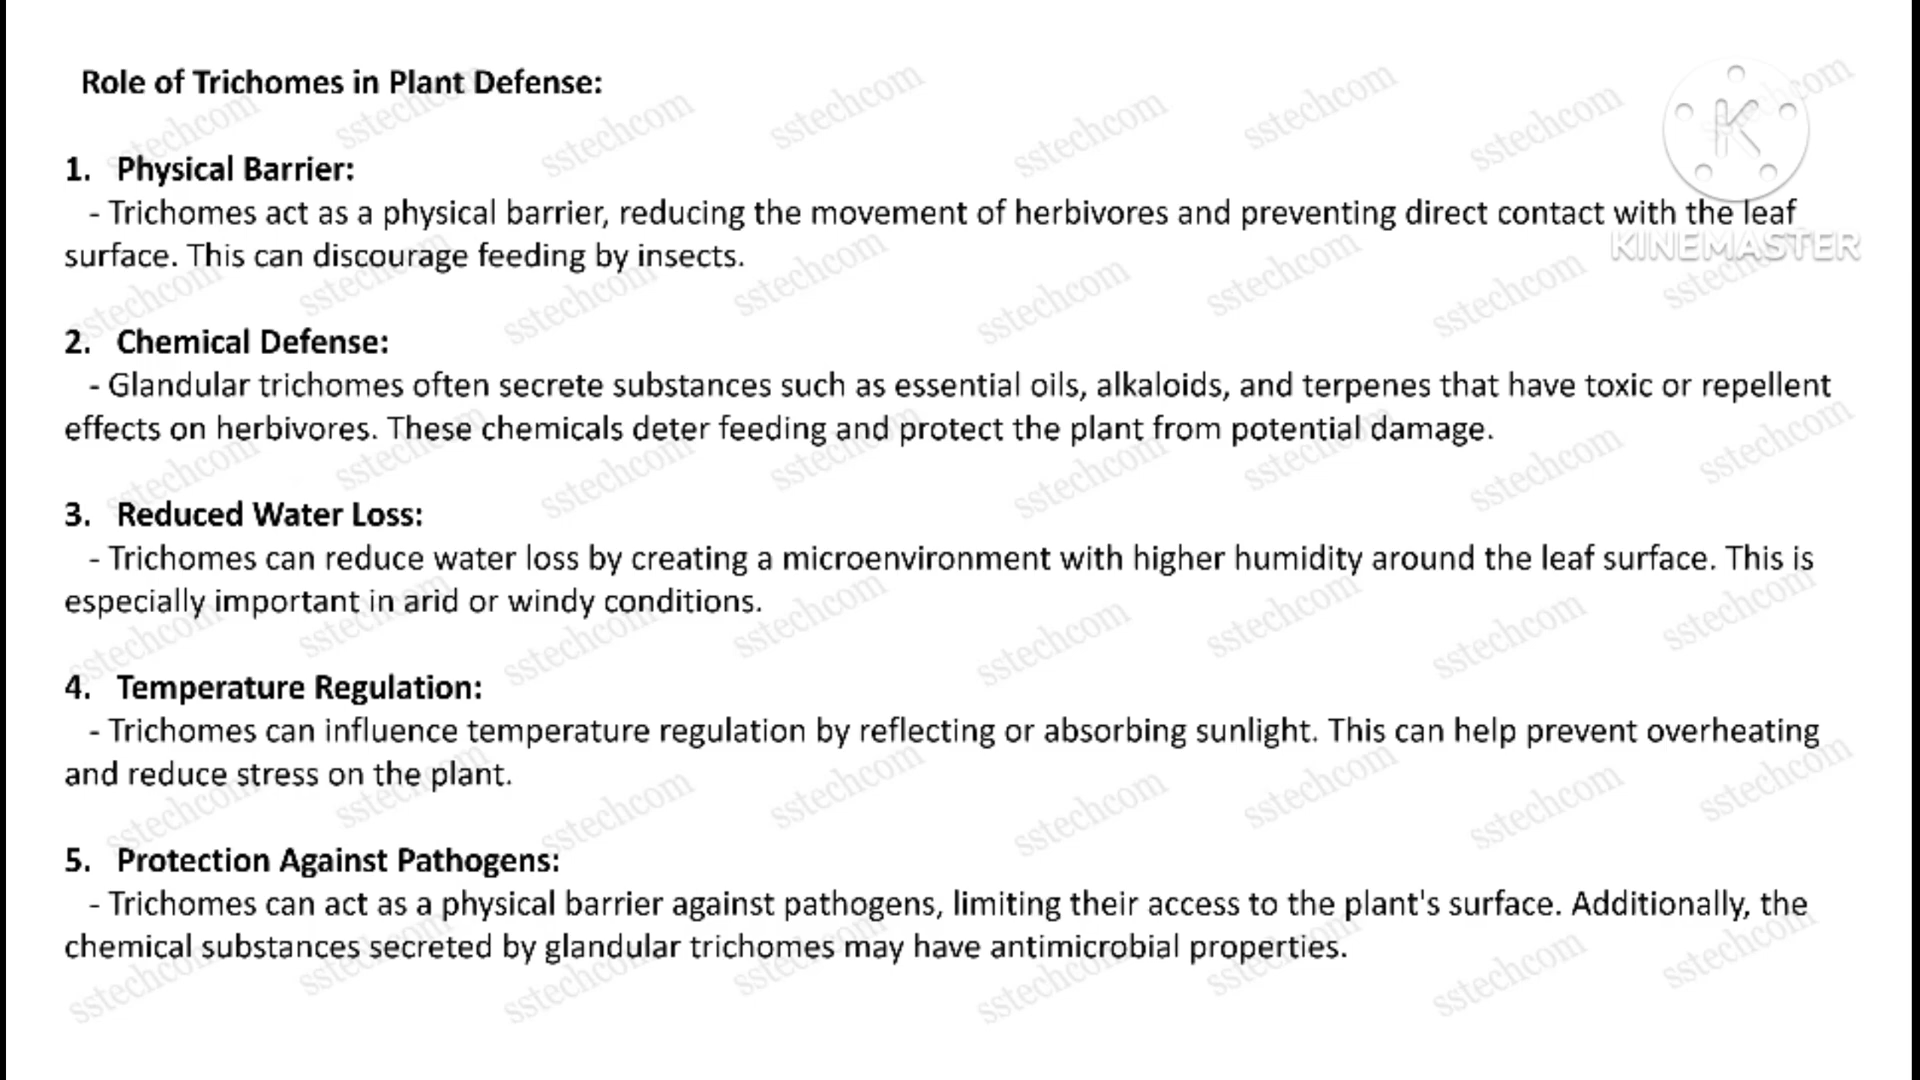 Role of Trichomes in Plant Defense:
1. Physical Barrier:
- Trichomes act as a physical barrier, reducing the movement of herbivores and preventing direct contact with the leaf
surface. This can discourage feeding by insects.
2. Chemical Defense:
- Glandular trichomes often secrete substances such as essential oils, alkaloids, and terpenes that have toxic or repellent
effects on herbivores. These chemicals deter feeding and protect the plant from potential damage.
3. Reduced Water Loss:
- Trichomes can reduce water loss by creating a microenvironment with higher humidity around the leaf surface. This is
especially important in arid or windy conditions.
4. Temperature Regulation:
- Trichomes can influence temperature regulation by reflecting or absorbing sunlight. This can help prevent overheating
and reduce stress on the plant.
5. Protection Against Pathogens:
- Trichomes can act as a physical barrier against pathogens, limiting their access to the plant's surface. Additionally, the
chemical substances secreted by glandular trichomes may have antimicrobial properties.
K
KINEMASTER
sstechcom